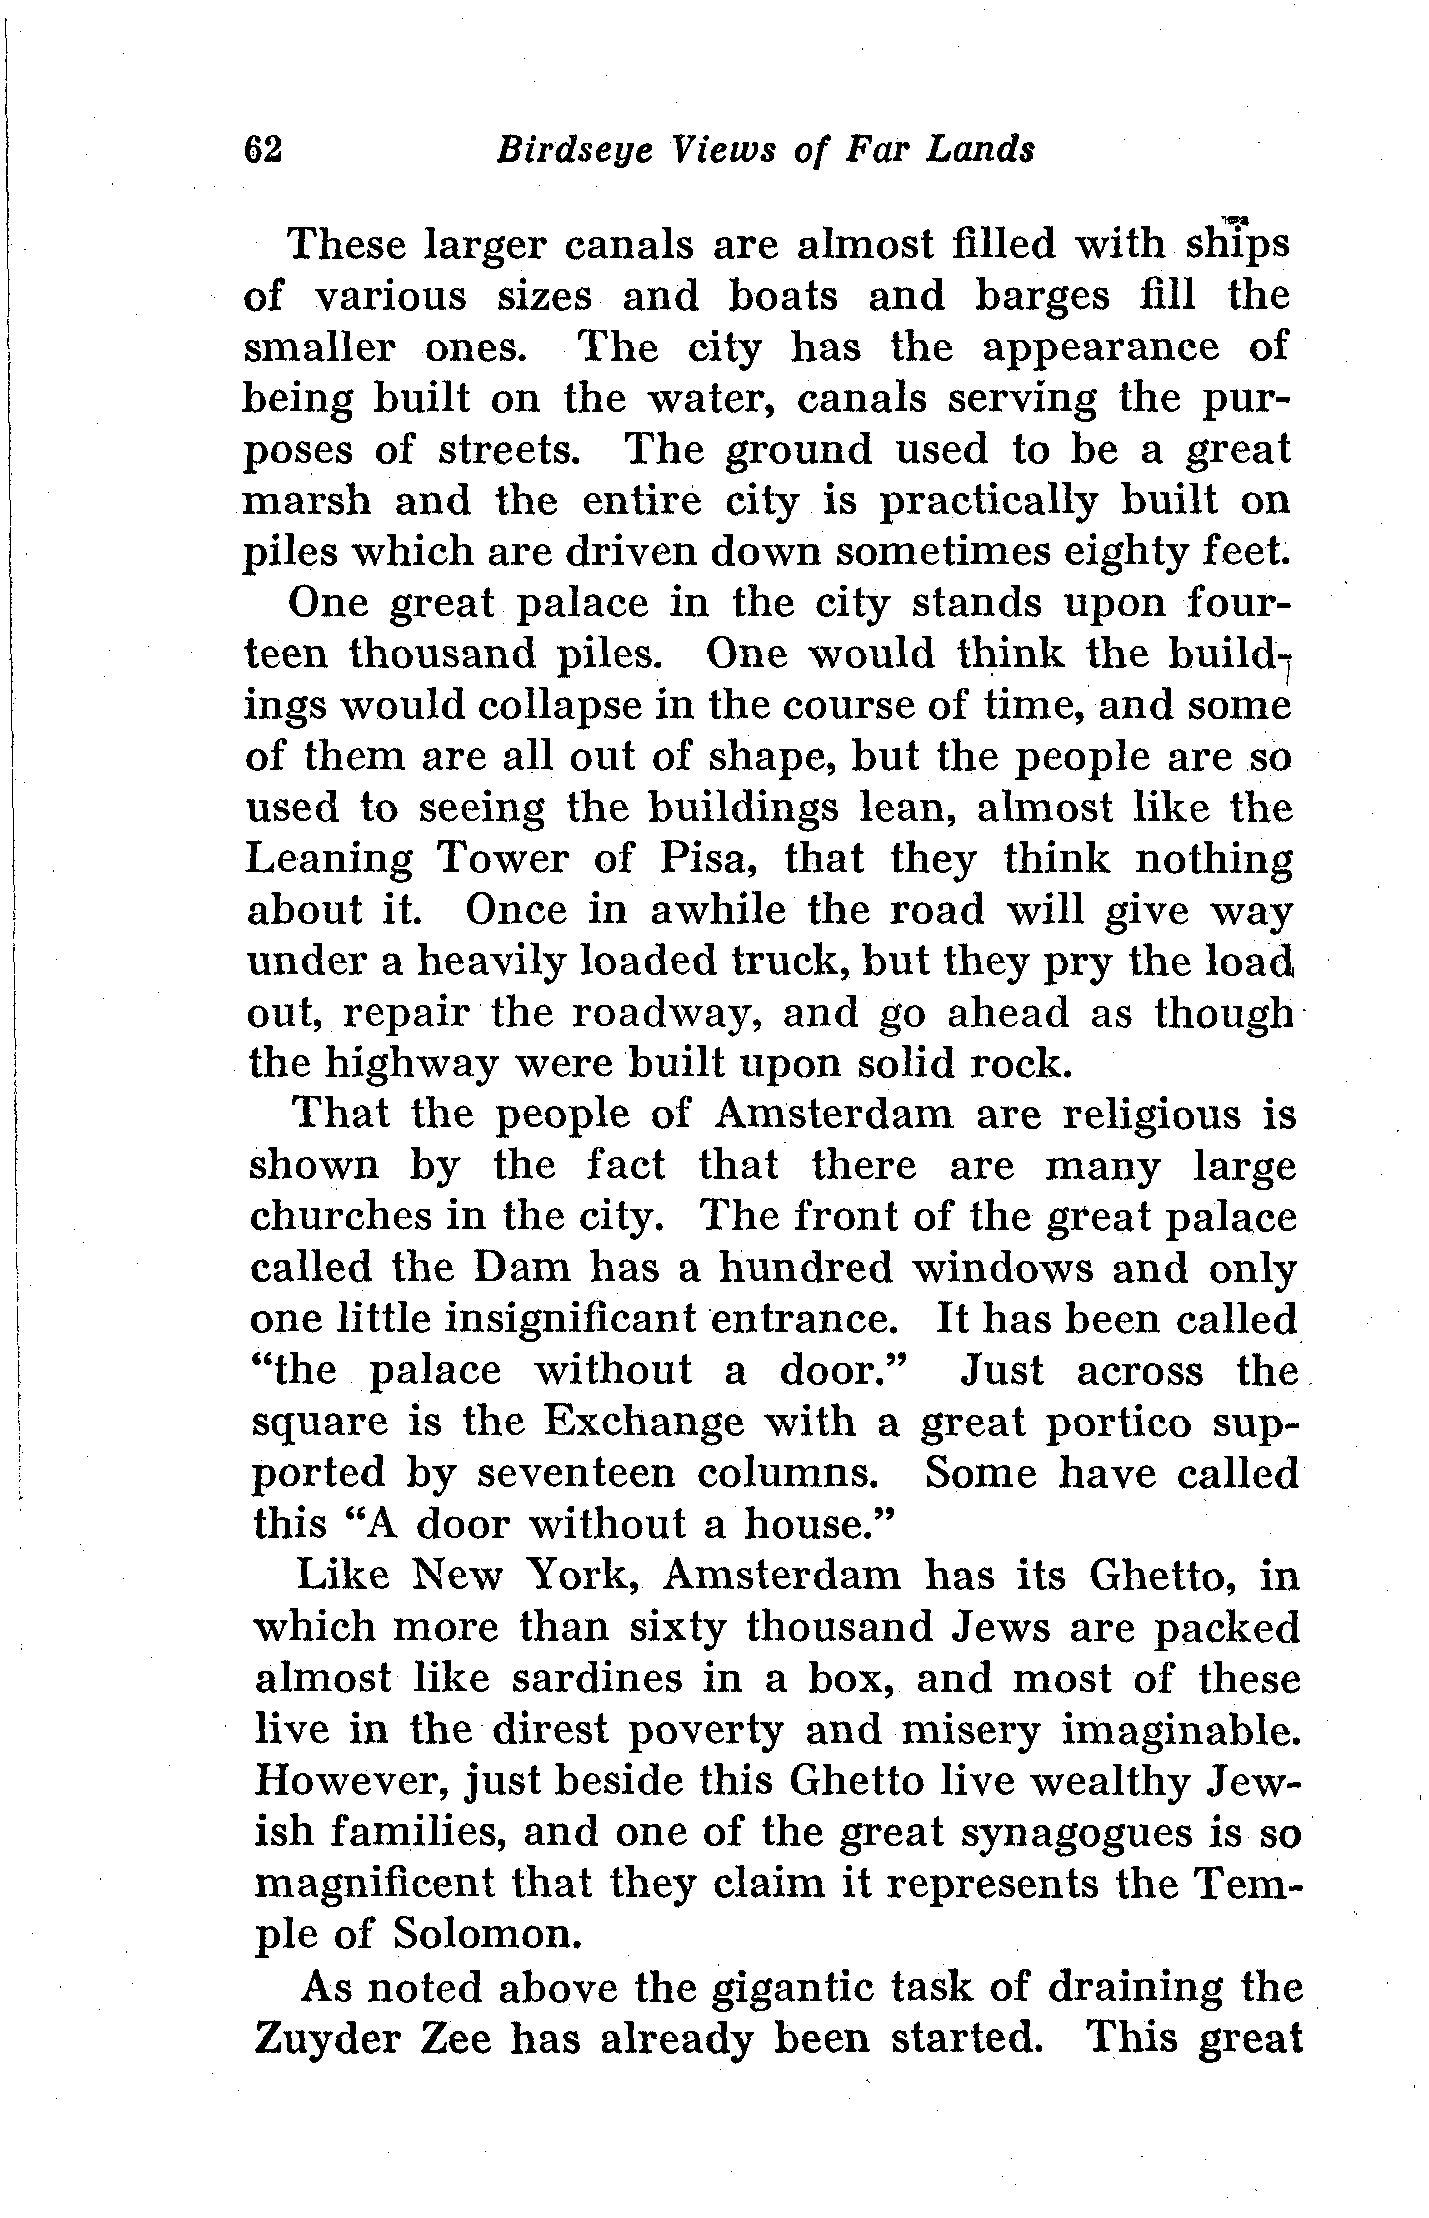 62 Birdseye Views of Far Lands
These larger canals are almost filled with ships
of various sizes and boats and barges fill the
smaller ones. The city has the appearance of
being built on the water, canals serving the pur-
poses of streets. The ground used to be a great
marsh and the entire city is practically built on
piles which are driven down sometimes eighty feet.
One great palace in the city stands upon four-
teen thousand piles. One would think the build-
ings would collapse in the course of time, and some
of them are all out of shape, but the people are so
used to seeing the buildings lean, almost like the
Leaning Tower of Pisa, that they think nothing
about it. Once in awhile the road will give way
under a heavily loaded truck, but they pry the load
out, repair the roadway, and go ahead as though
the highway were built upon solid rock.
That the people of Amsterdam are religious is
shown by the fact that there are many large
churches in the city. The front of the great palace
called the Dam has a hundred windows and only
one little insignificant entrance. It has been called
“the palace without a door.” Just across the
square is the Exchange with a great portico sup-
ported by seventeen columns. Some have called
this “A door without a house.”
Like New York, Amsterdam has its Ghetto, in
which more than sixty thousand Jews are packed
almost like sardines in a box, and most of these
live in the direst poverty and misery imaginable.
However, just beside this Ghetto live wealthy Jew-
ish families, and one of the great synagogues is so
magnificent that they claim it represents the Tem-
ple of Solomon.
As noted above the gigantic task of draining the
Zuyder Zee has already been started. This great